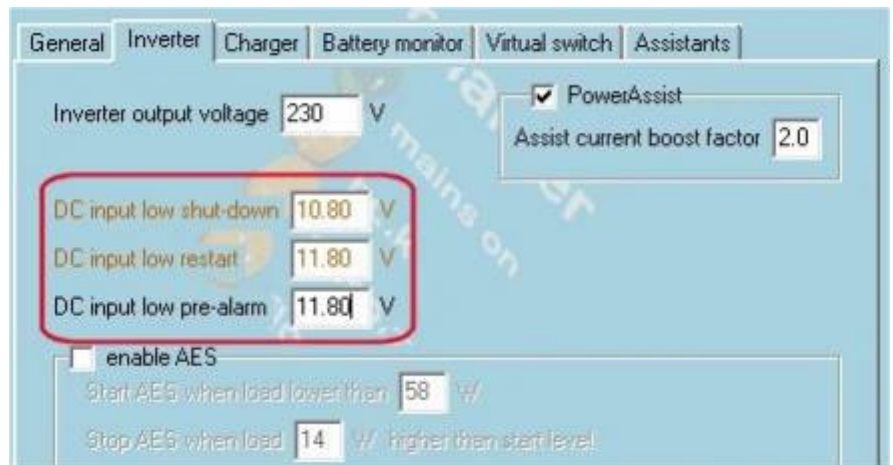 General Inverter Charger Battery monitor Virtual switch Assistants
Inverter output voltage 230 V
PowerAssist
Assist current boost factor 2.0
DC input low shut-down 10.80 V
DC input low restart 11.80 V
DC input low pre-alarm 11.80 V
enable AES
Start AES when load lower than 58 W
Stop AES when load 14 W higher than start level
mains on